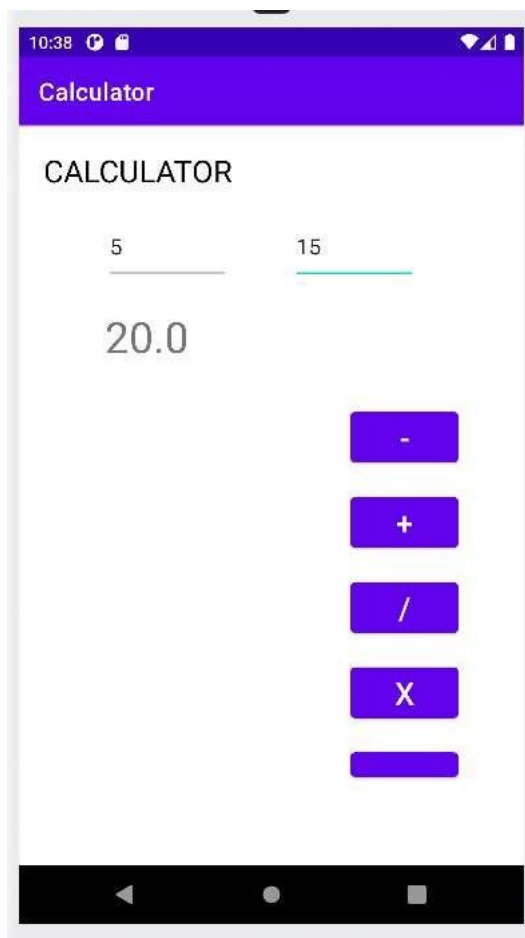 10:38
Calculator
CALCULATOR
5 15
20.0
-
+
/
X